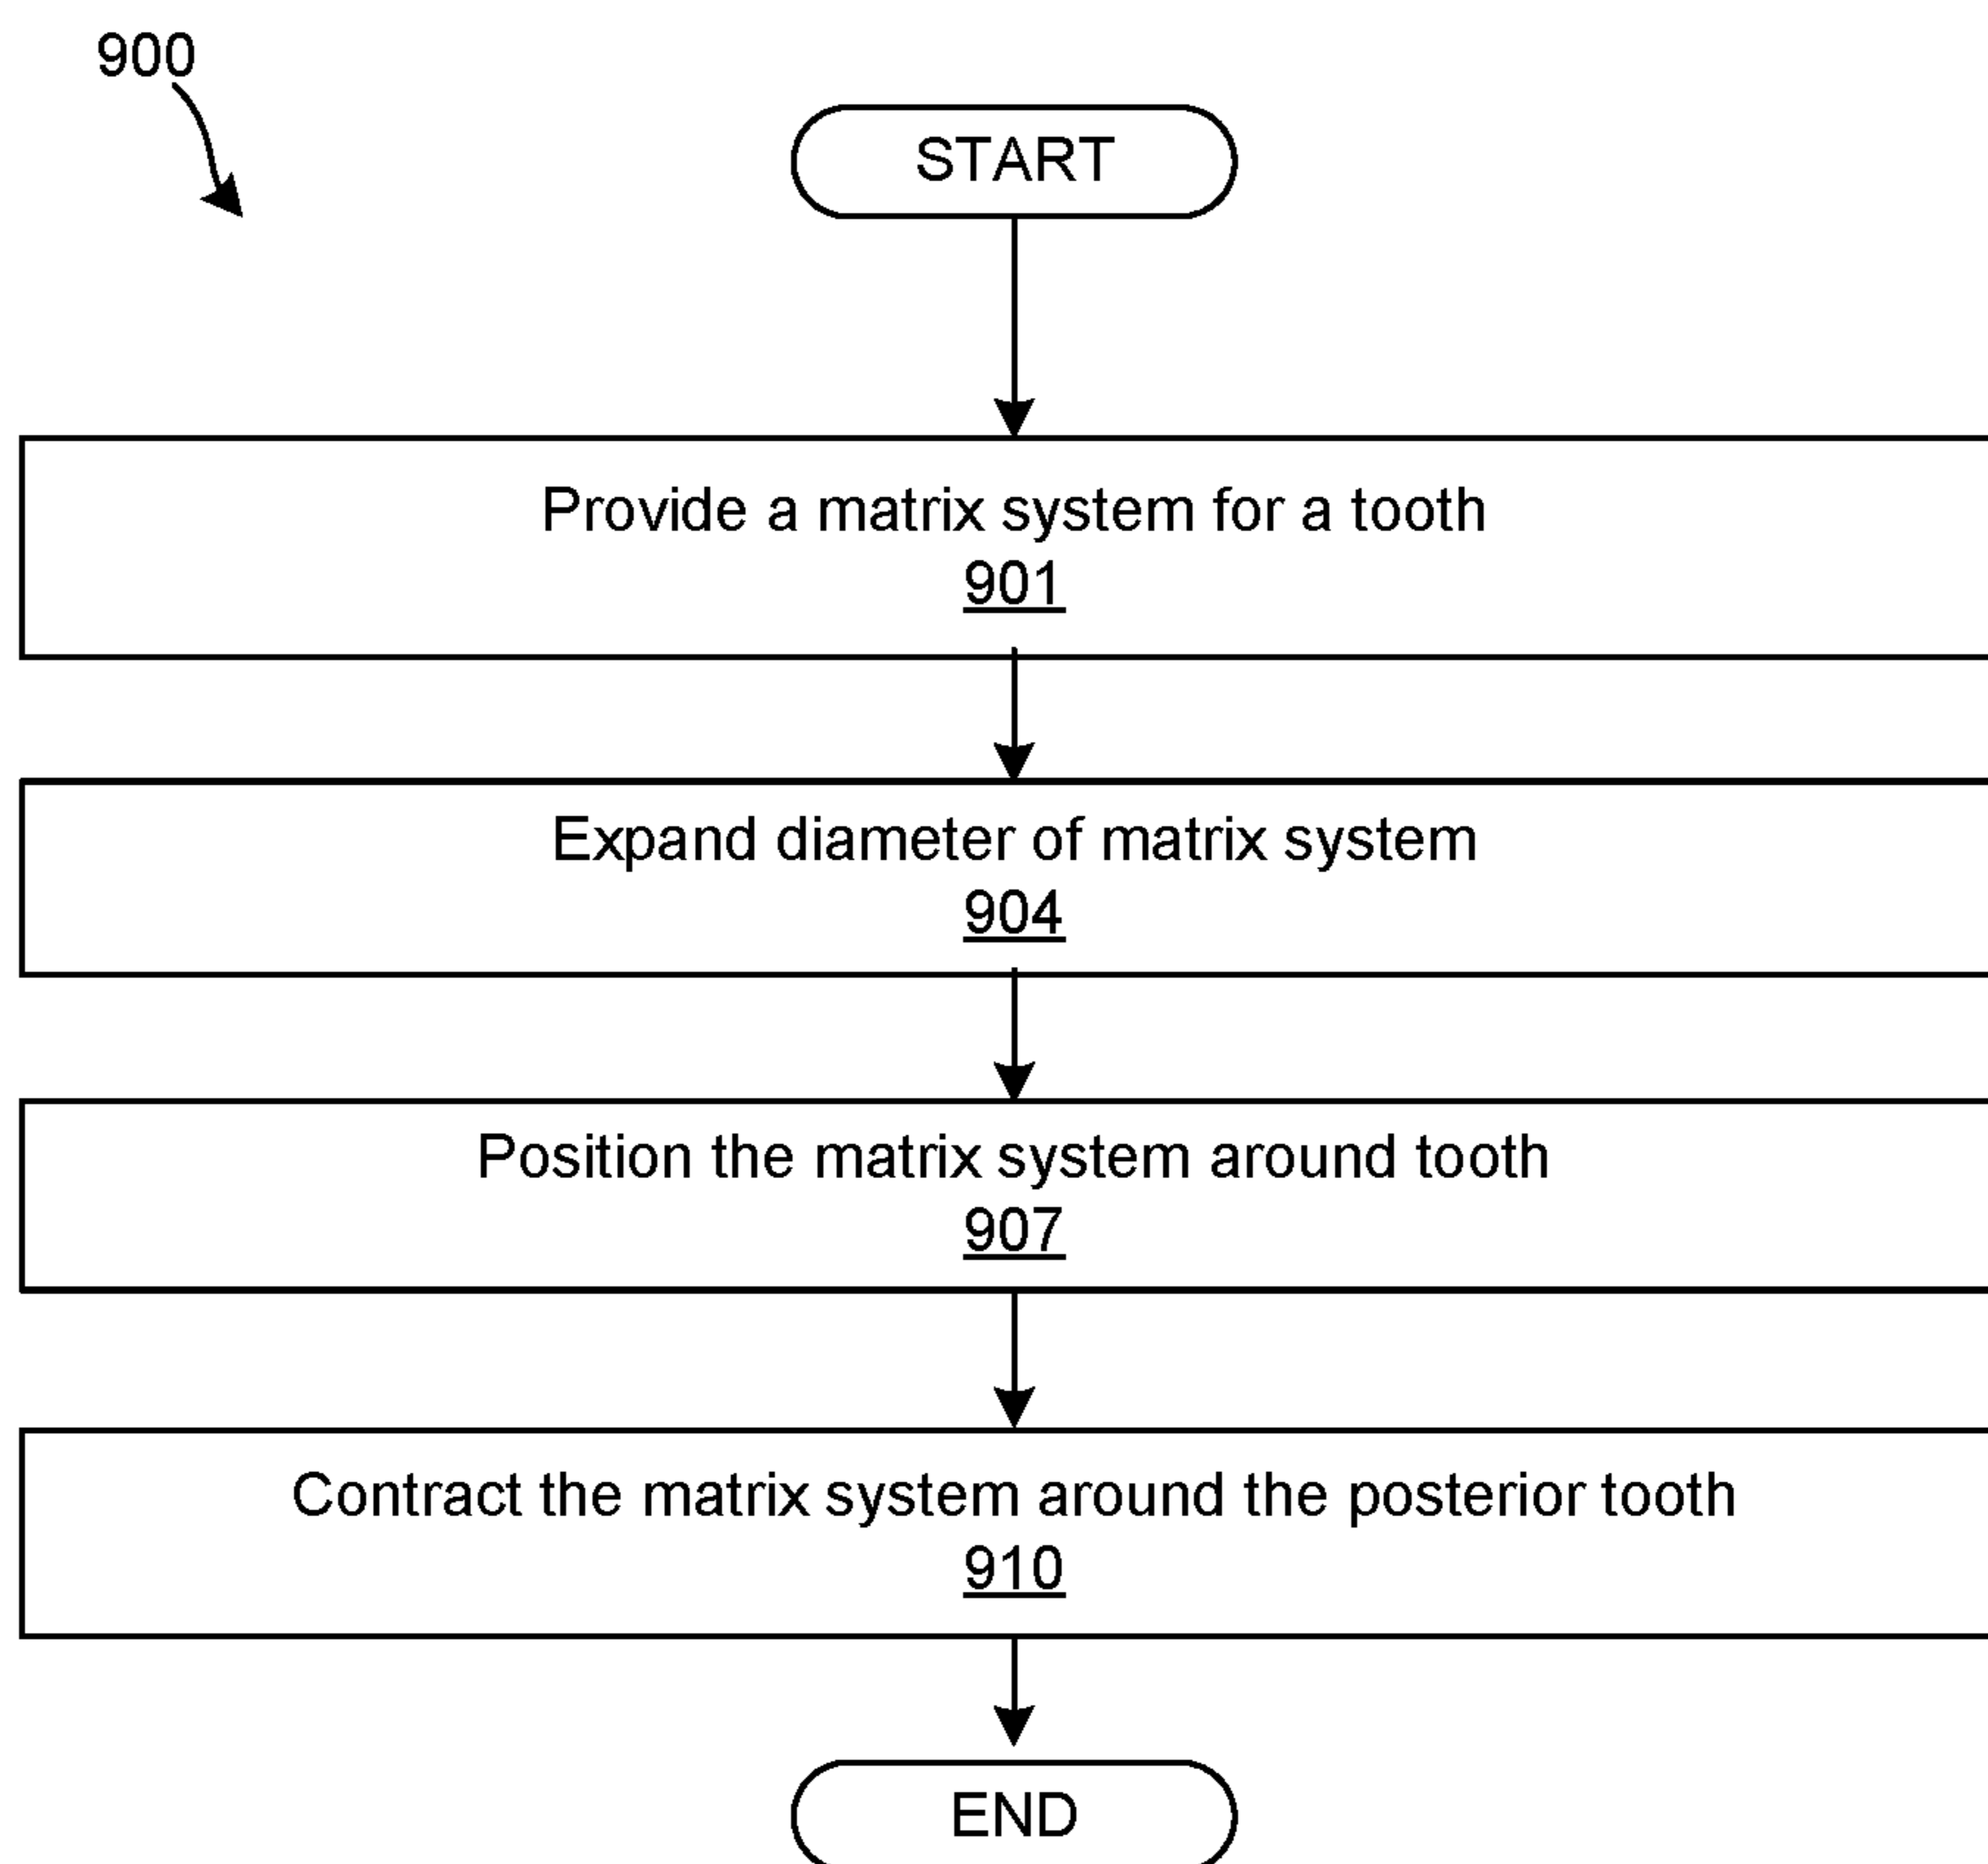 900
START
Provide a matrix system for a tooth
901
Expand diameter of matrix system
904
Position the matrix system around tooth
907
Contract the matrix system around the posterior tooth
910
END